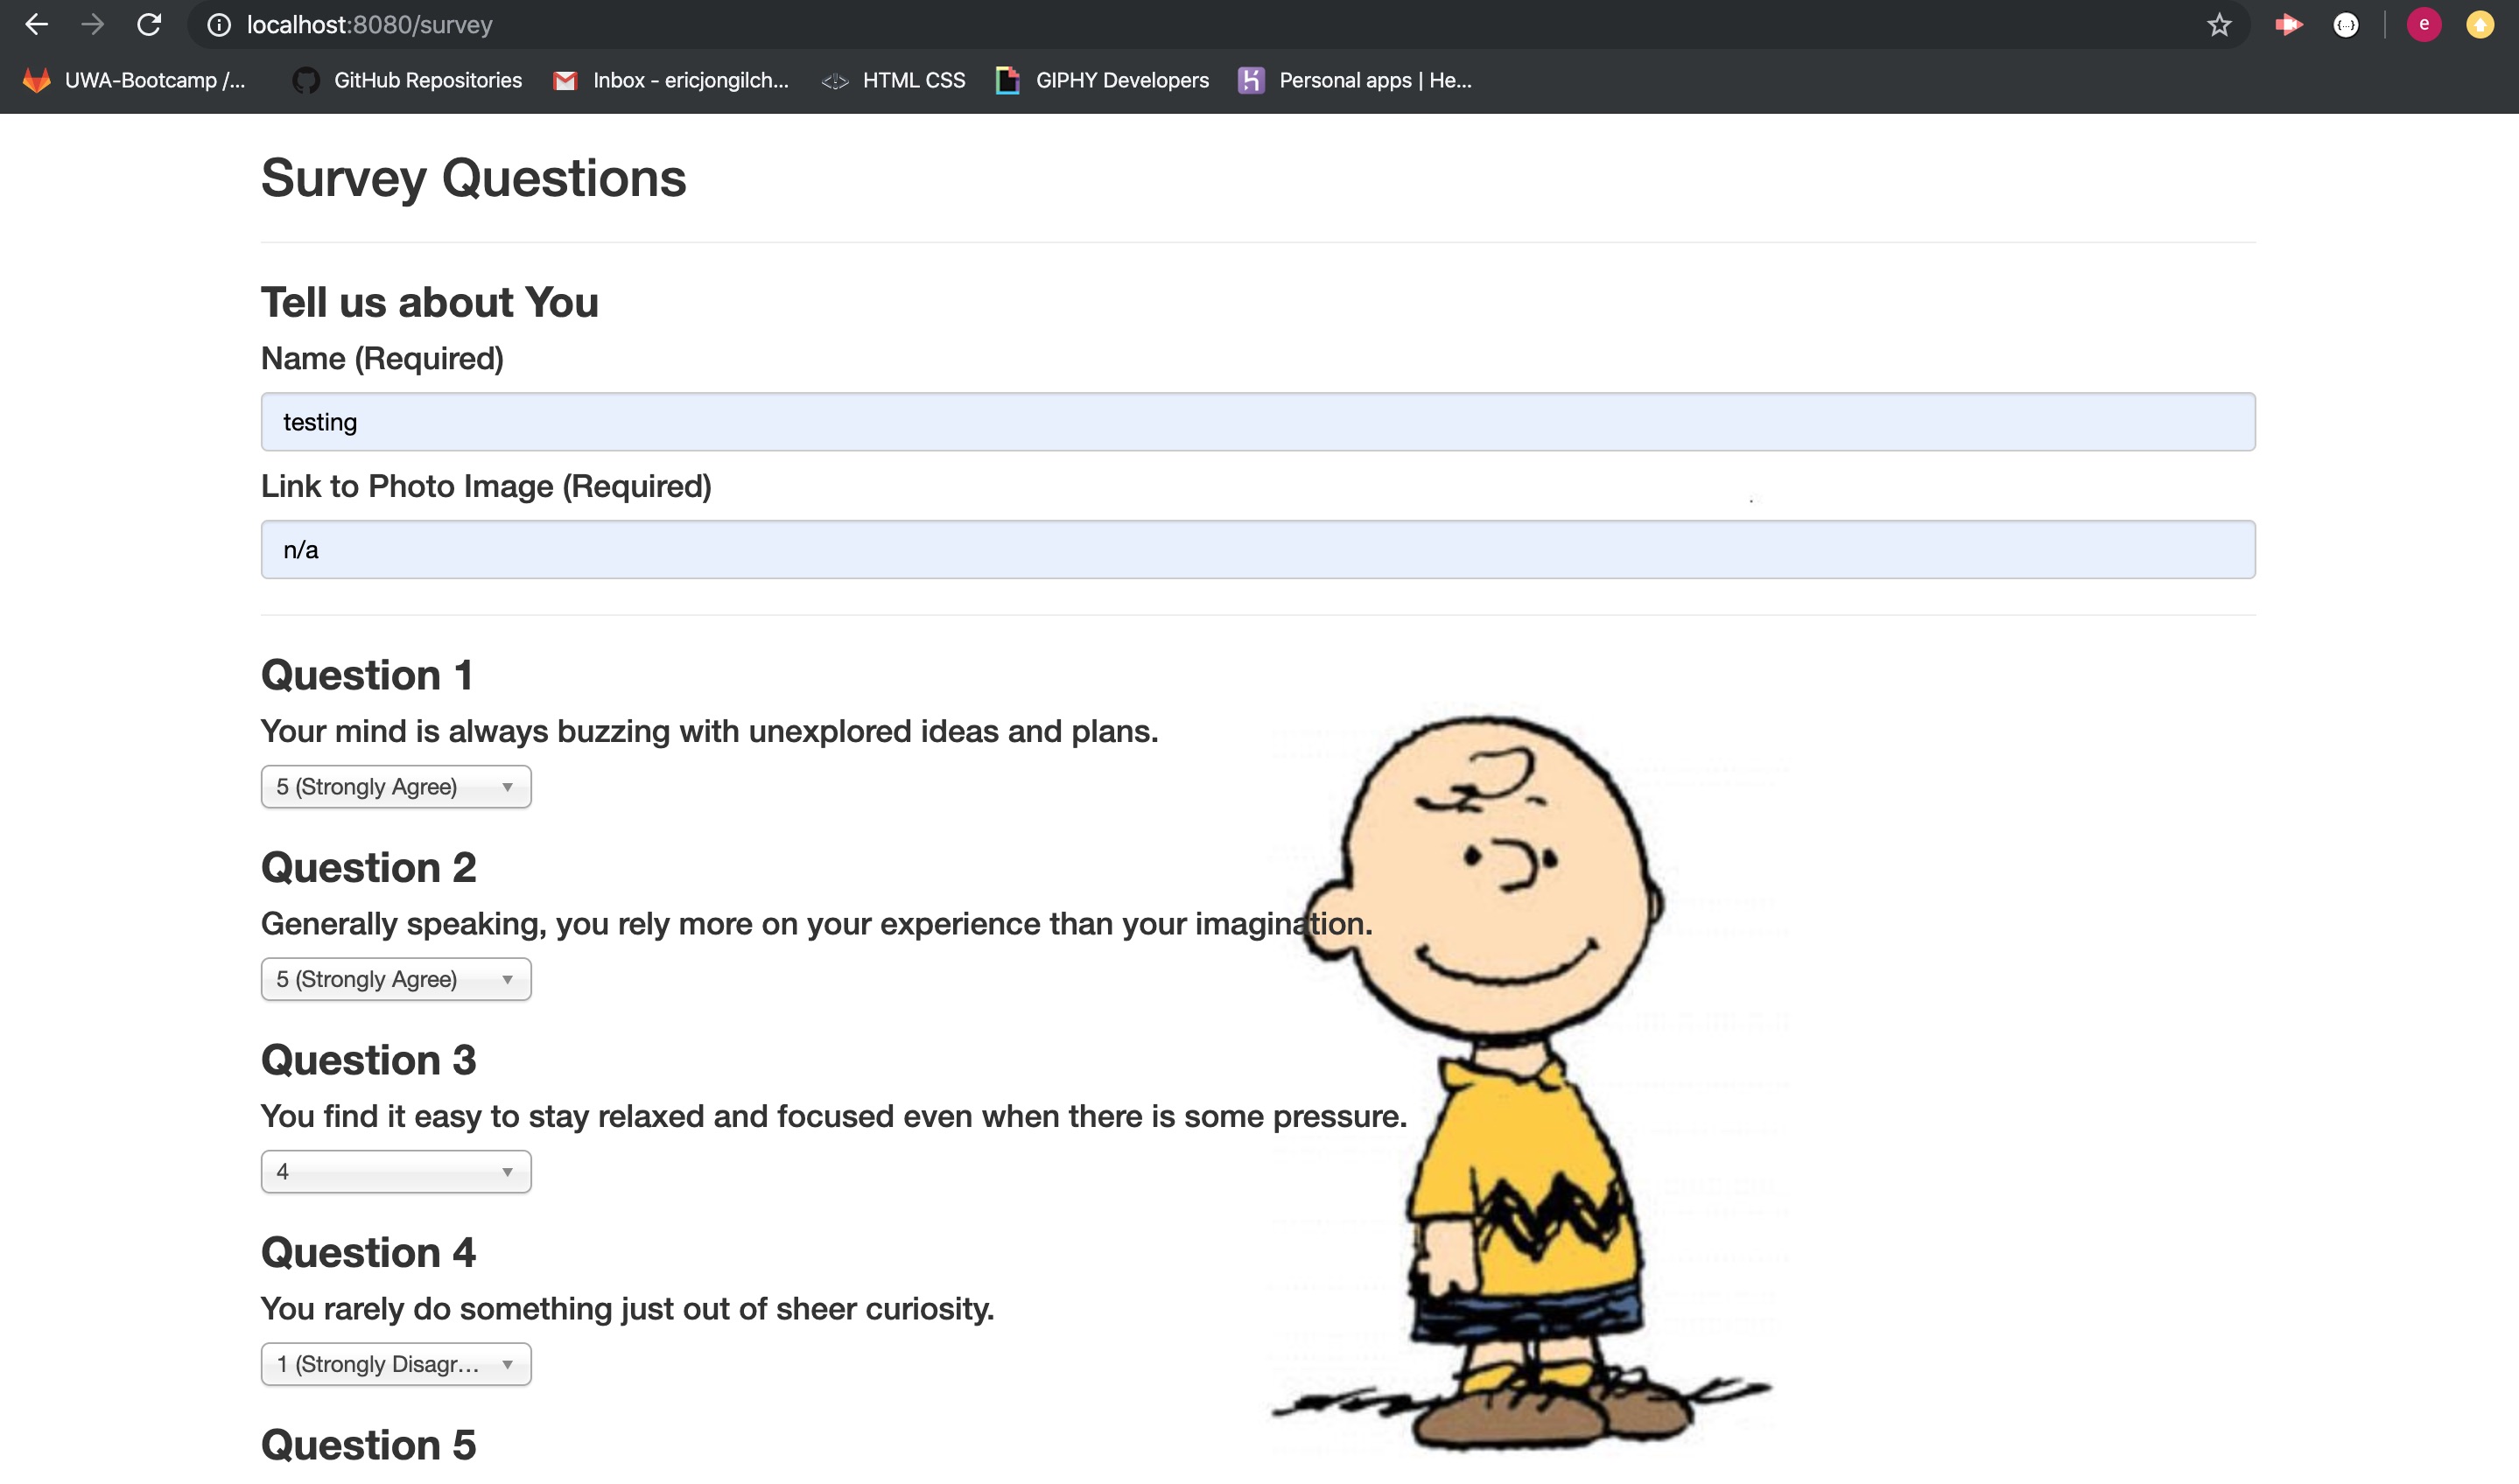 localhost:8080/survey
e
UWA-Bootcamp /... GitHub Repositories Inbox - ericjongilch... HTML CSS GIPHY Developers Personal apps | He...
Survey Questions
Tell us about You
Name (Required)
testing
Link to Photo Image (Required)
n/a
Question 1
Your mind is always buzzing with unexplored ideas and plans.
5 (Strongly Agree)
Question 2
Generally speaking, you rely more on your experience than your imagination.
5 (Strongly Agree)
Question 3
You find it easy to stay relaxed and focused even when there is some pressure.
4
Question 4
You rarely do something just out of sheer curiosity.
1 (Strongly Disagr...
Question 5